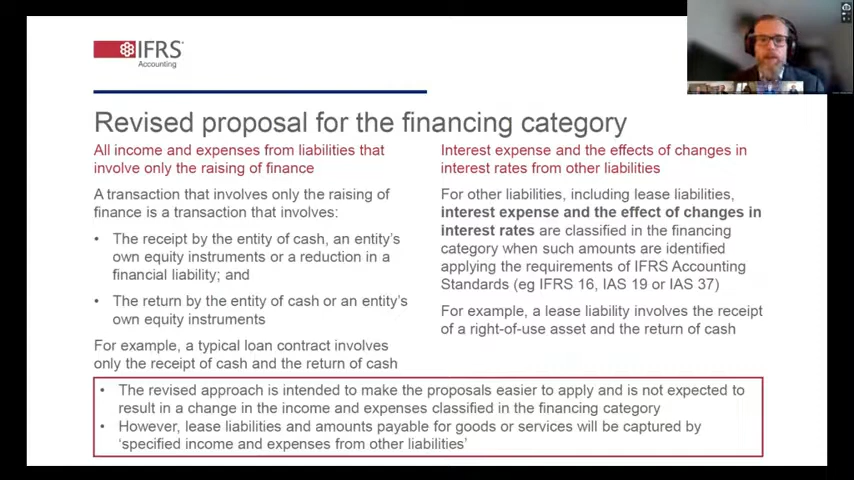 IFRS
Accounting
Revised proposal for the financing category
All income and expenses from liabilities that
involve only the raising of finance
A transaction that involves only the raising of
finance is a transaction that involves:
• The receipt by the entity of cash, an entity's
own equity instruments or a reduction in a
financial liability; and
• The return by the entity of cash or an entity's
own equity instruments
For example, a typical loan contract involves
only the receipt of cash and the return of cash
Interest expense and the effects of changes in
interest rates from other liabilities
For other liabilities, including lease liabilities,
interest expense and the effect of changes in
interest rates are classified in the financing
category when such amounts are identified
applying the requirements of IFRS Accounting
Standards (eg IFRS 16, IAS 19 or IAS 37)
For example, a lease liability involves the receipt
of a right-of-use asset and the return of cash
• The revised approach is intended to make the proposals easier to apply and is not expected to
result in a change in the income and expenses classified in the financing category
• However, lease liabilities and amounts payable for goods or services will be captured by
'specified income and expenses from other liabilities'